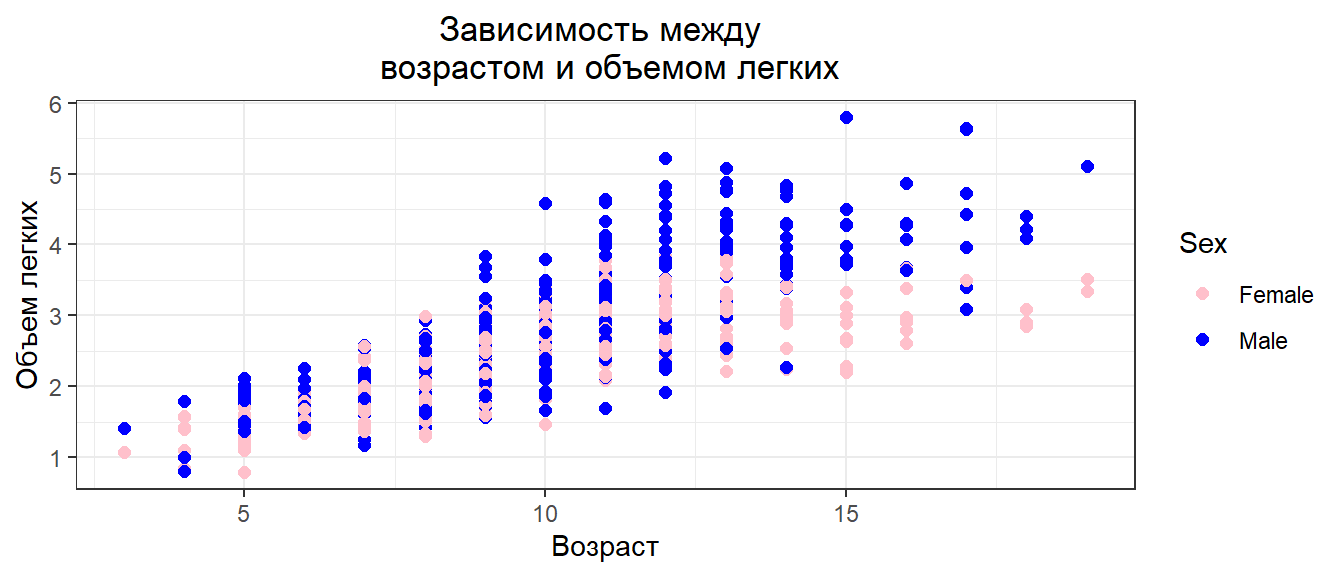 Зависимость между
возрастом и объемом легких
Объем легких
6
5
4
3
2
1
5
10
15
Возраст
Sex
Female
Male